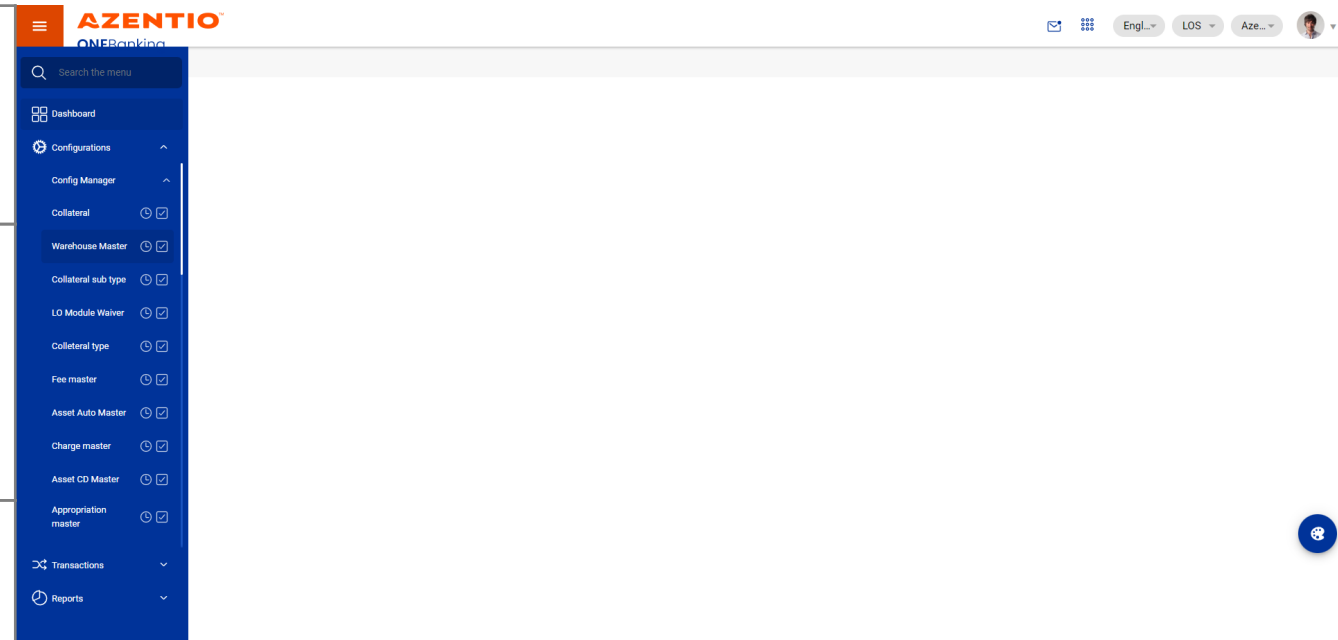 AZENTIO™
ONEBanking
Engl...
LOS
Aze...
Search the menu
Dashboard
Configurations
Config Manager
Collateral
Warehouse Master
Collateral sub type
LO Module Waiver
Colleteral type
Fee master
Asset Auto Master
Charge master
Asset CD Master
Appropriation
master
Transactions
Reports